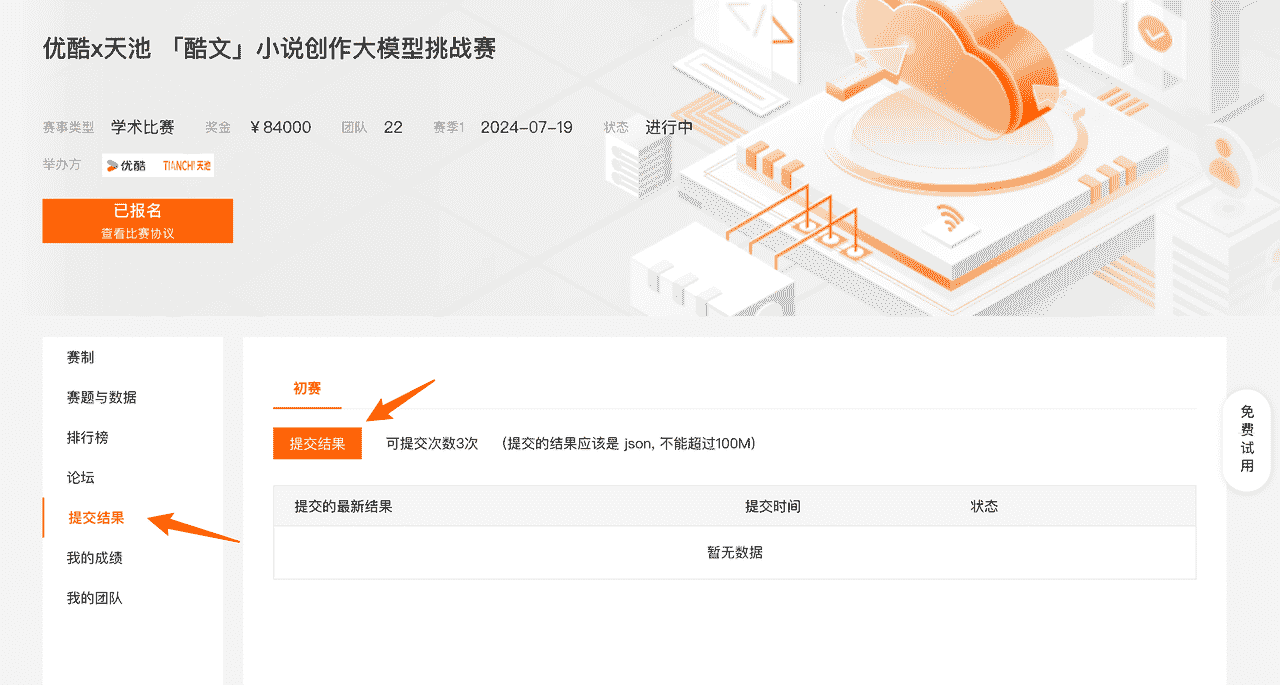 优酷x天池 「酷文」小说创作大模型挑战赛
赛事类型 学术比赛 奖金 ￥84000 团队 22 赛季1 2024-07-19 状态 进行中
举办方 优酷 TIANCHI天池
已报名
查看比赛协议
赛制
赛题与数据
排行榜
论坛
提交结果
我的成绩
我的团队
初赛
提交结果 可提交次数3次 (提交的结果应该是 json, 不能超过100M)
提交的最新结果 提交时间 状态
暂无数据
免
费
试
用